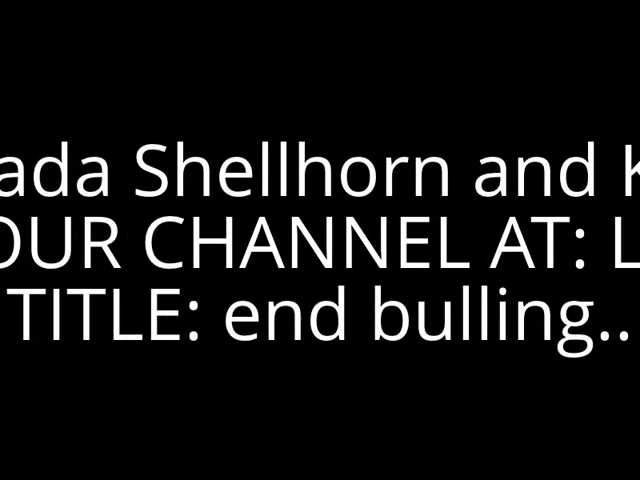 ada Shellhorn and K
OUR CHANNEL AT: L
TITLE: end bulling..